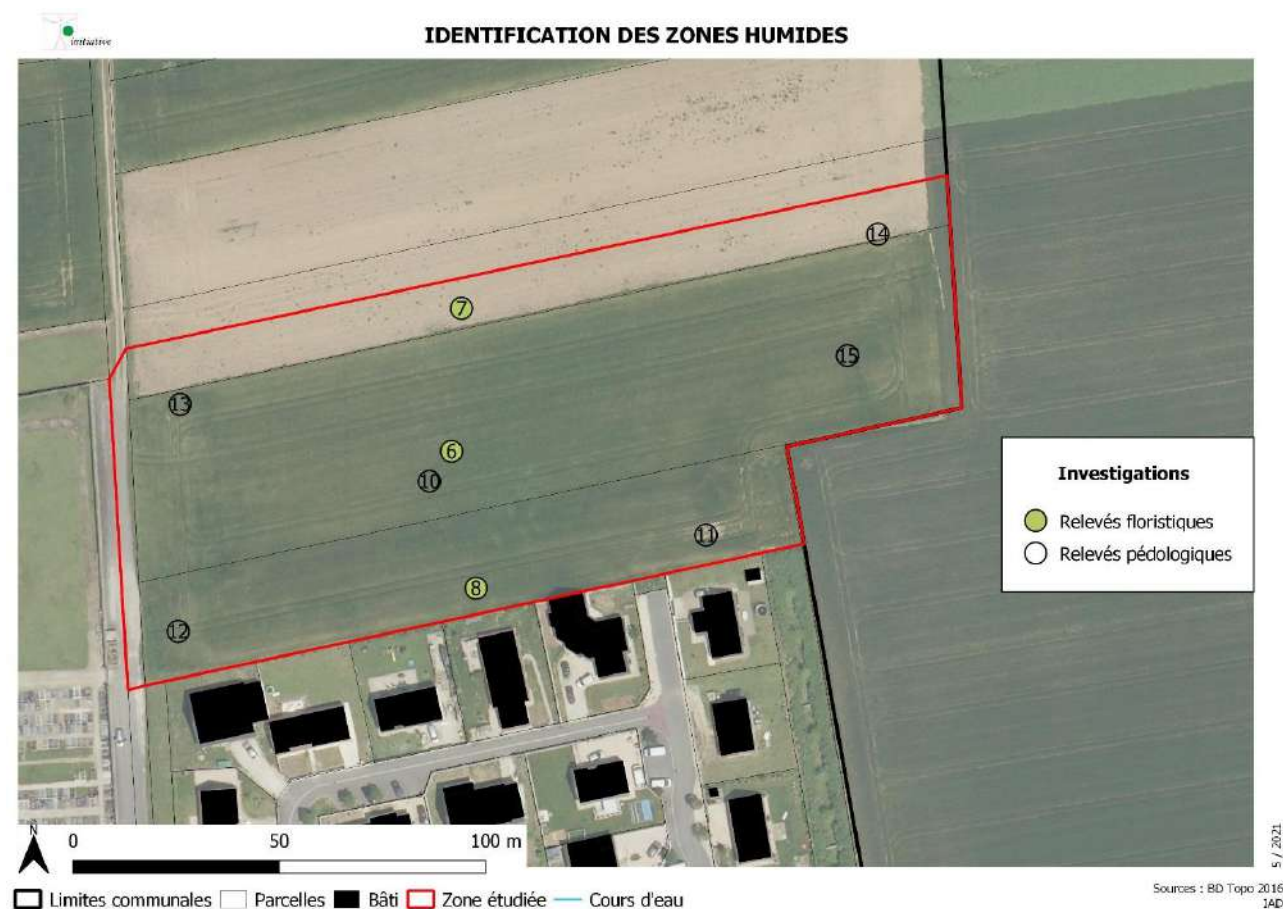 initiative
IDENTIFICATION DES ZONES HUMIDES
14
7
15
13
6
10
11
8
12
Investigations
Relevés floristiques
Relevés pédologiques
N
0 50 100 m
Limites communales Parcelles Bâti Zone étudiée Cours d'eau
5 / 2021
Sources : BD Topo 2016
IAD